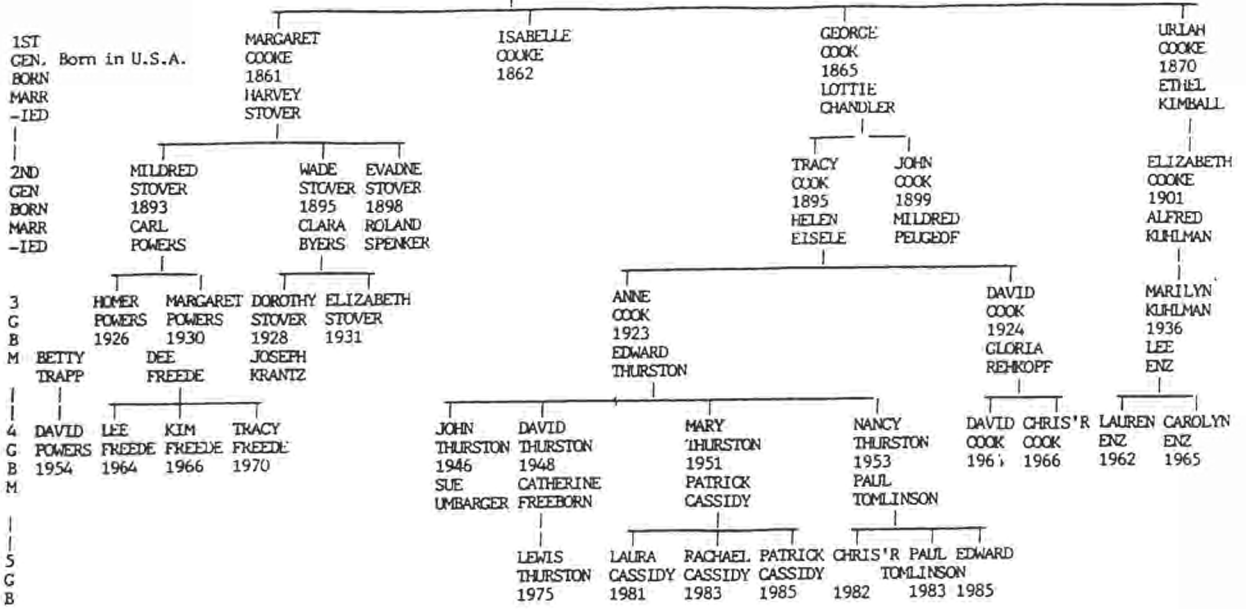 1ST
GEN. Born in U.S.A.
BORN
MARR
-IED
MARGARET
COOKE
1861
HARVEY
STOVER
ISABELLE
COOKE
1862
GEORGE
COOK
1865
LOTTIE
CHANDLER
URIAH
COOKE
1870
ETHEL
KIMBALL
2ND
GEN
BORN
MARR
-IED
MILDRED
STOVER
1893
CARL
POWERS
WADE
STOVER
1895
CLARA
BYERS
EVADNE
STOVER
1898
ROLAND
SPENKER
TRACY
COOK
1895
HELEN
EISELE
JOHN
COOK
1899
MILDRED
PEUGEOF
ELIZABETH
COOKE
1901
ALFRED
KUHLMAN
3
G
B
M
HOMER
POWERS
1926
BETTY
TRAPP
MARGARET
POWERS
1930
DEE
FREEDE
DOROTHY
STOVER
1928
JOSEPH
KRANTZ
ELIZABETH
STOVER
1931
ANNE
COOK
1923
EDWARD
THURSTON
DAVID
COOK
1924
GLORIA
REHKOPF
MARILYN
KUHLMAN
1936
LEE
ENZ
4
G
B
M
DAVID
POWERS
1954
LEE
FREEDE
1964
KIM
FREEDE
1966
TRACY
FREEDE
1970
JOHN
THURSTON
1946
SUE
UMBARGER
DAVID
THURSTON
1948
CATHERINE
FREEBORN
MARY
THURSTON
1951
PATRICK
CASSIDY
NANCY
THURSTON
1953
PAUL
TOMLINSON
DAVID
COOK
CHRIS'R
COOK
1966
LAUREN
ENZ
1962
CAROLYN
ENZ
1965
5
G
B
LEWIS
THURSTON
1975
LAURA
CASSIDY
1981
RACHAEL
CASSIDY
1983
PATRICK
CASSIDY
1985
CHRIS'R PAUL EDWARD
TOMLINSON
1982 1983 1985